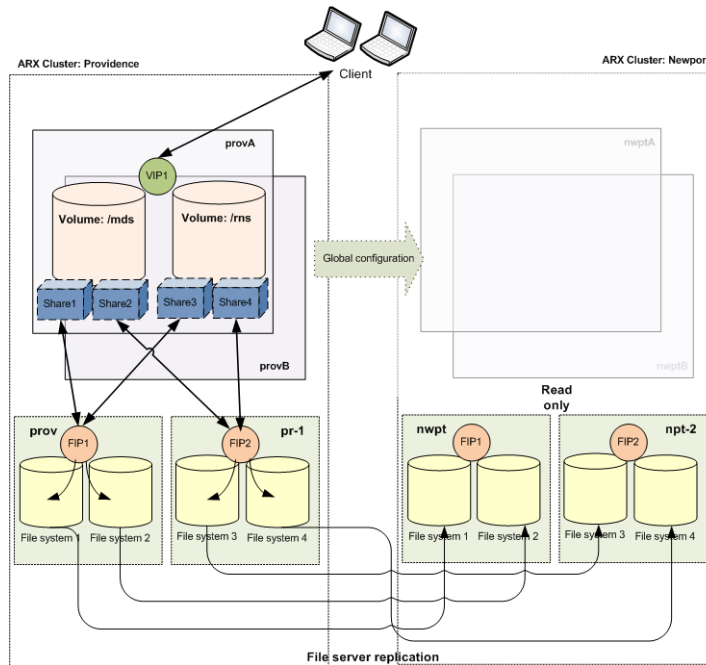 ARX Cluster: Providence
ARX Cluster: Newpor
Client
provA
nwptA
VIP1
Volume: /mds
Volume: /rns
Global configuration
Share1
Share2
Share3
Share4
provB
nwptB
Read
only
prov
FIP1
pr-1
FIP2
nwpt
FIP1
npt-2
FIP2
File system 1
File system 2
File system 3
File system 4
File system 1
File system 2
File system 3
File system 4
File server replication